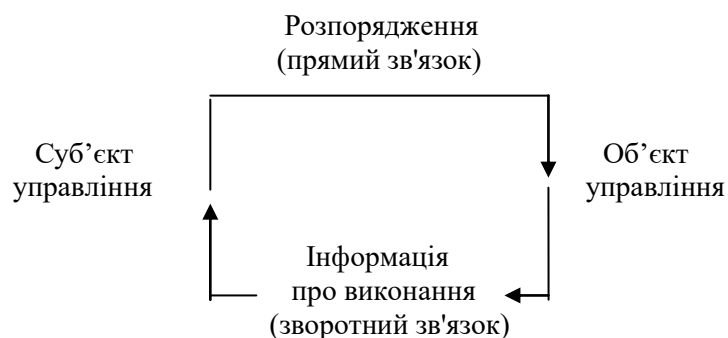 Розпорядження
(прямий зв'язок)
Суб’єкт
управління
Об’єкт
управління
Інформація
про виконання
(зворотний зв'язок)